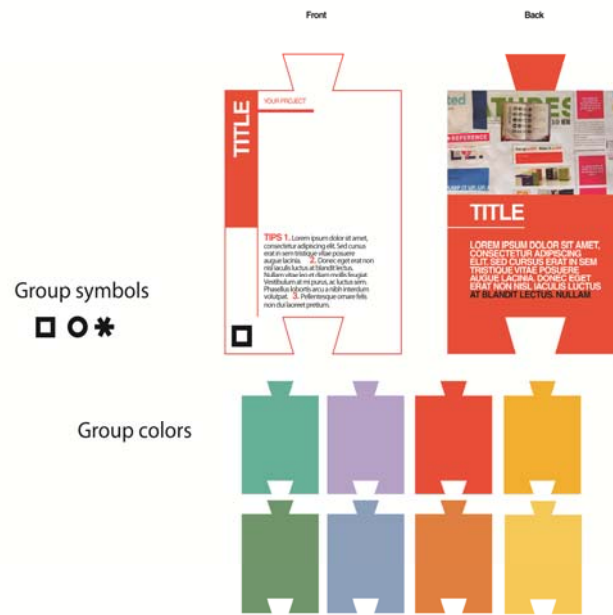 Front
Back
TITLE
YOUR PROJECT
TIPS 1. Lorem ipsum dolor sit amet,
consectetur adipiscing elit. Sed cursus
erat in sem tristique vitae posuere
augue lacinia. 2. Donec eget erat non
nisl iaculis luctus at blandit lectus.
Nullam vitae leo et diam mollis feugiat
Vestibulum at mi purus, ac luctus sem.
Phasellus lobortis arcu a nibh interdum
volutpat. 3. Pellentesque ornare felis
non dui laoreet pretium.
TITLE
LOREM IPSUM DOLOR SIT AMET,
CONSECTETUR ADIPISCING
ELIT. SED CURSUS ERAT IN SEM
TRISTIQUE VITAE POSUERE
AUGUE LACINIA. DONEC EGET
ERAT NON NISL IACULIS LUCTUS
AT BLANDIT LECTUS. NULLAM
Group symbols
Group colors